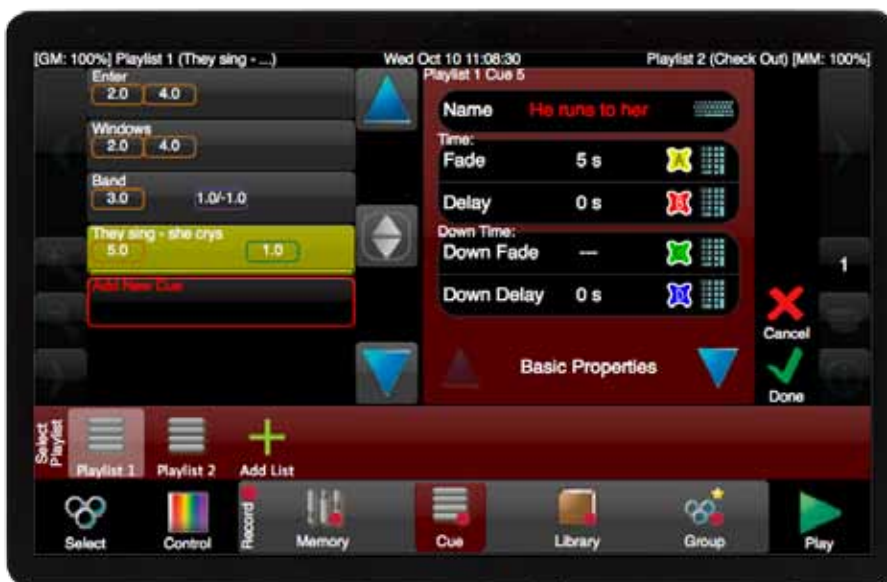 [GM: 100%] Playlist 1 (They sing - ...) Wed Oct 10 11:08:30 Playlist 2 (Check Out) [MM: 100%]
Enter
2.0 4.0
Windows
2.0 4.0
Band
3.0 1.0/-1.0
They sing - she crys
5.0 1.0
Add New Cue
Playlist 1 Cue 5
Name He runs to her
Time:
Fade 5 s A
Delay 0 s B
Down Time:
Down Fade --- C
Down Delay 0 s D
Basic Properties
1
Cancel
Done
Select
Playlist
Playlist 1 Playlist 2 Add List
Select Control Record Memory Cue Library Group Play